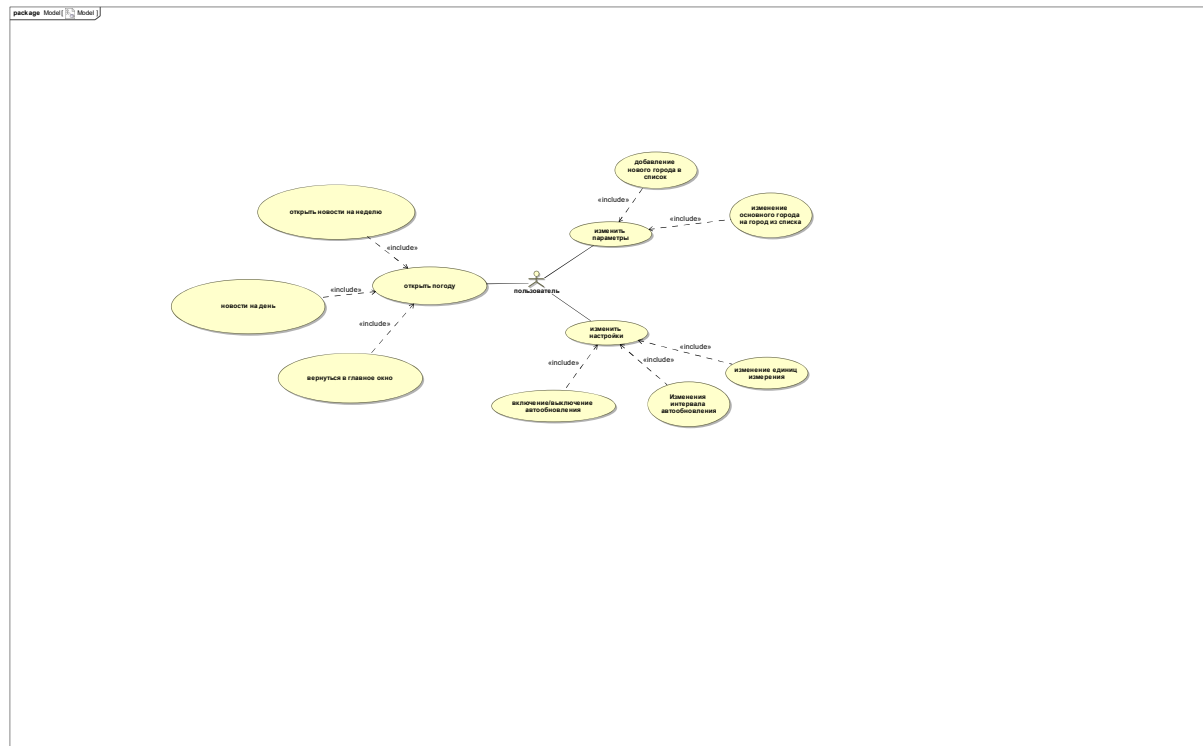 package Model[ Model ]
добавление
нового города в
список
«include»
изменение
основного города
на город из списка
«include»
изменить
параметры
открыть новости на неделю
«include»
открыть погоду
пользователь
«include»
новости на день
«include»
вернуться в главное окно
изменить
настройки
«include»
«include»
«include»
изменение единиц
измерения
включение/выключение
автообновления
Изменения
интервала
автообновления